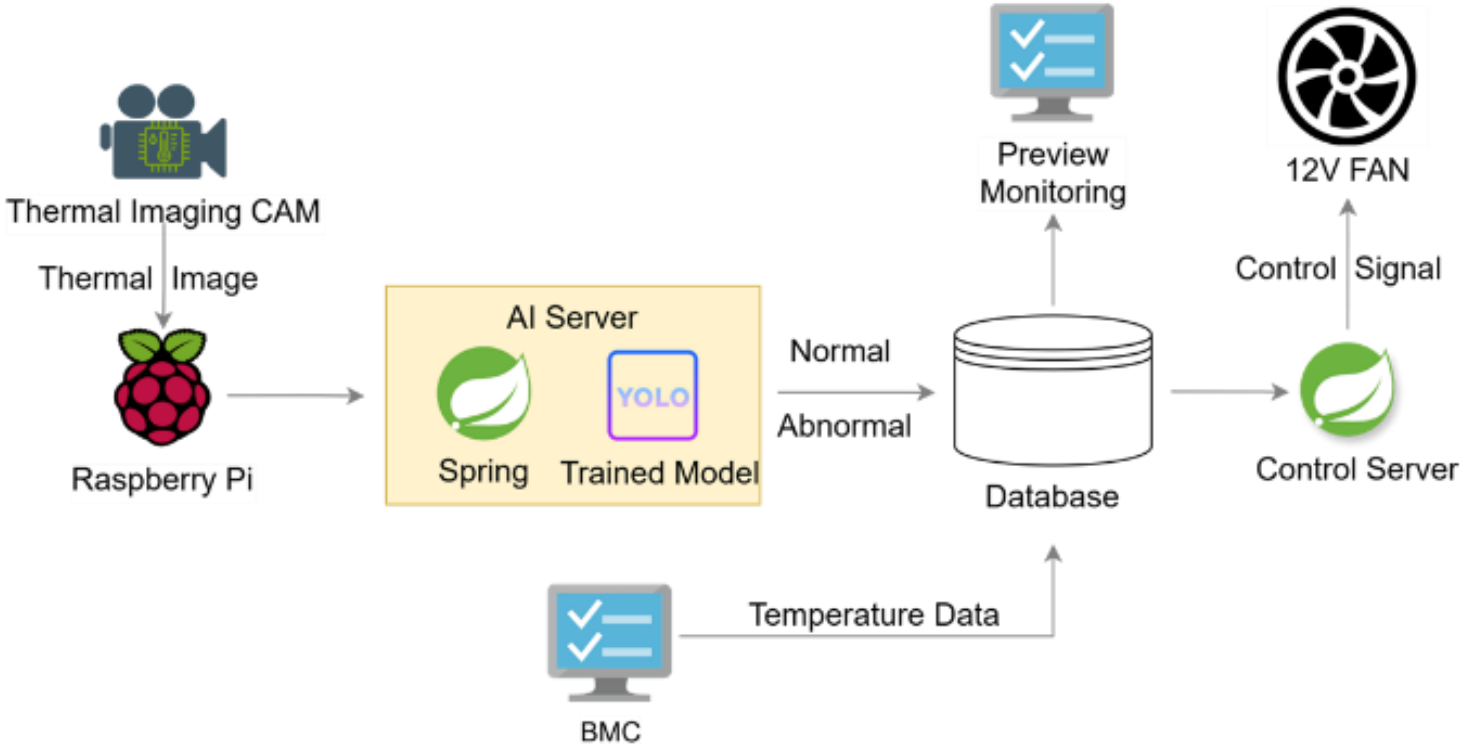 Thermal Imaging CAM
Thermal Image
Raspberry Pi
AI Server
Spring
YOLO
Trained Model
Normal
Abnormal
Preview
Monitoring
Database
12V FAN
Control Signal
Control Server
Temperature Data
BMC